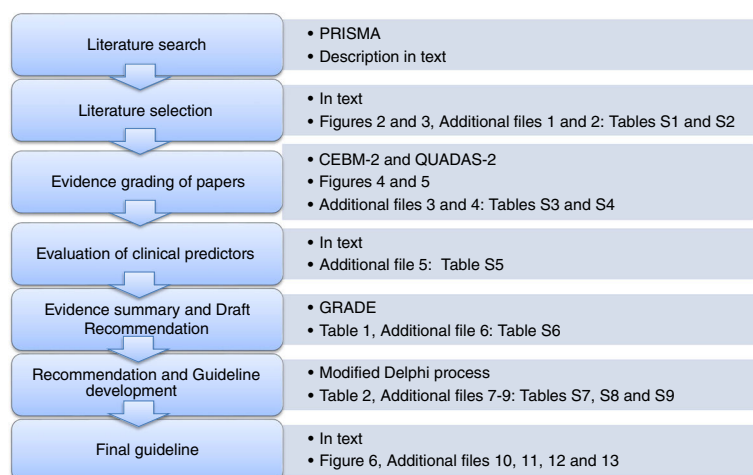 Literature search
• PRISMA
• Description in text
Literature selection
• In text
• Figures 2 and 3, Additional files 1 and 2: Tables S1 and S2
Evidence grading of papers
• CEBM-2 and QUADAS-2
• Figures 4 and 5
• Additional files 3 and 4: Tables S3 and S4
Evaluation of clinical predictors
• In text
• Additional file 5: Table S5
Evidence summary and Draft
Recommendation
• GRADE
• Table 1, Additional file 6: Table S6
Recommendation and Guideline
development
• Modified Delphi process
• Table 2, Additional files 7-9: Tables S7, S8 and S9
Final guideline
• In text
• Figure 6, Additional files 10, 11, 12 and 13